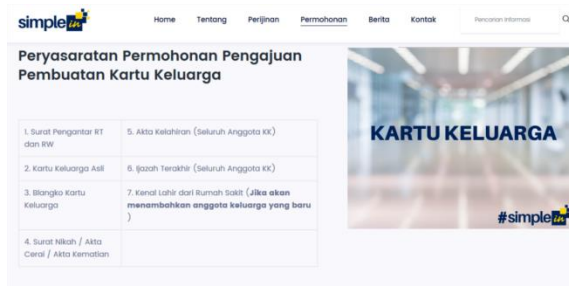 simple in
Home Tentang Perijinan Permohonan Berita Kontak Pencarian Informasi
Peryasaratan Permohonan Pengajuan
Pembuatan Kartu Keluarga
1. Surat Pengantar RT
dan RW
5. Akta Kelahiran (Seluruh Anggota KK)
2. Kartu Keluarga Asli
6. Ijazah Terakhir (Seluruh Anggota KK)
3. Blangko Kartu
Keluarga
7. Kenal Lahir dari Rumah Sakit (Jika akan
menambahkan anggota keluarga yang baru
)
4. Surat Nikah / Akta
Cerai / Akta Kematian
KARTU KELUARGA
#simple in